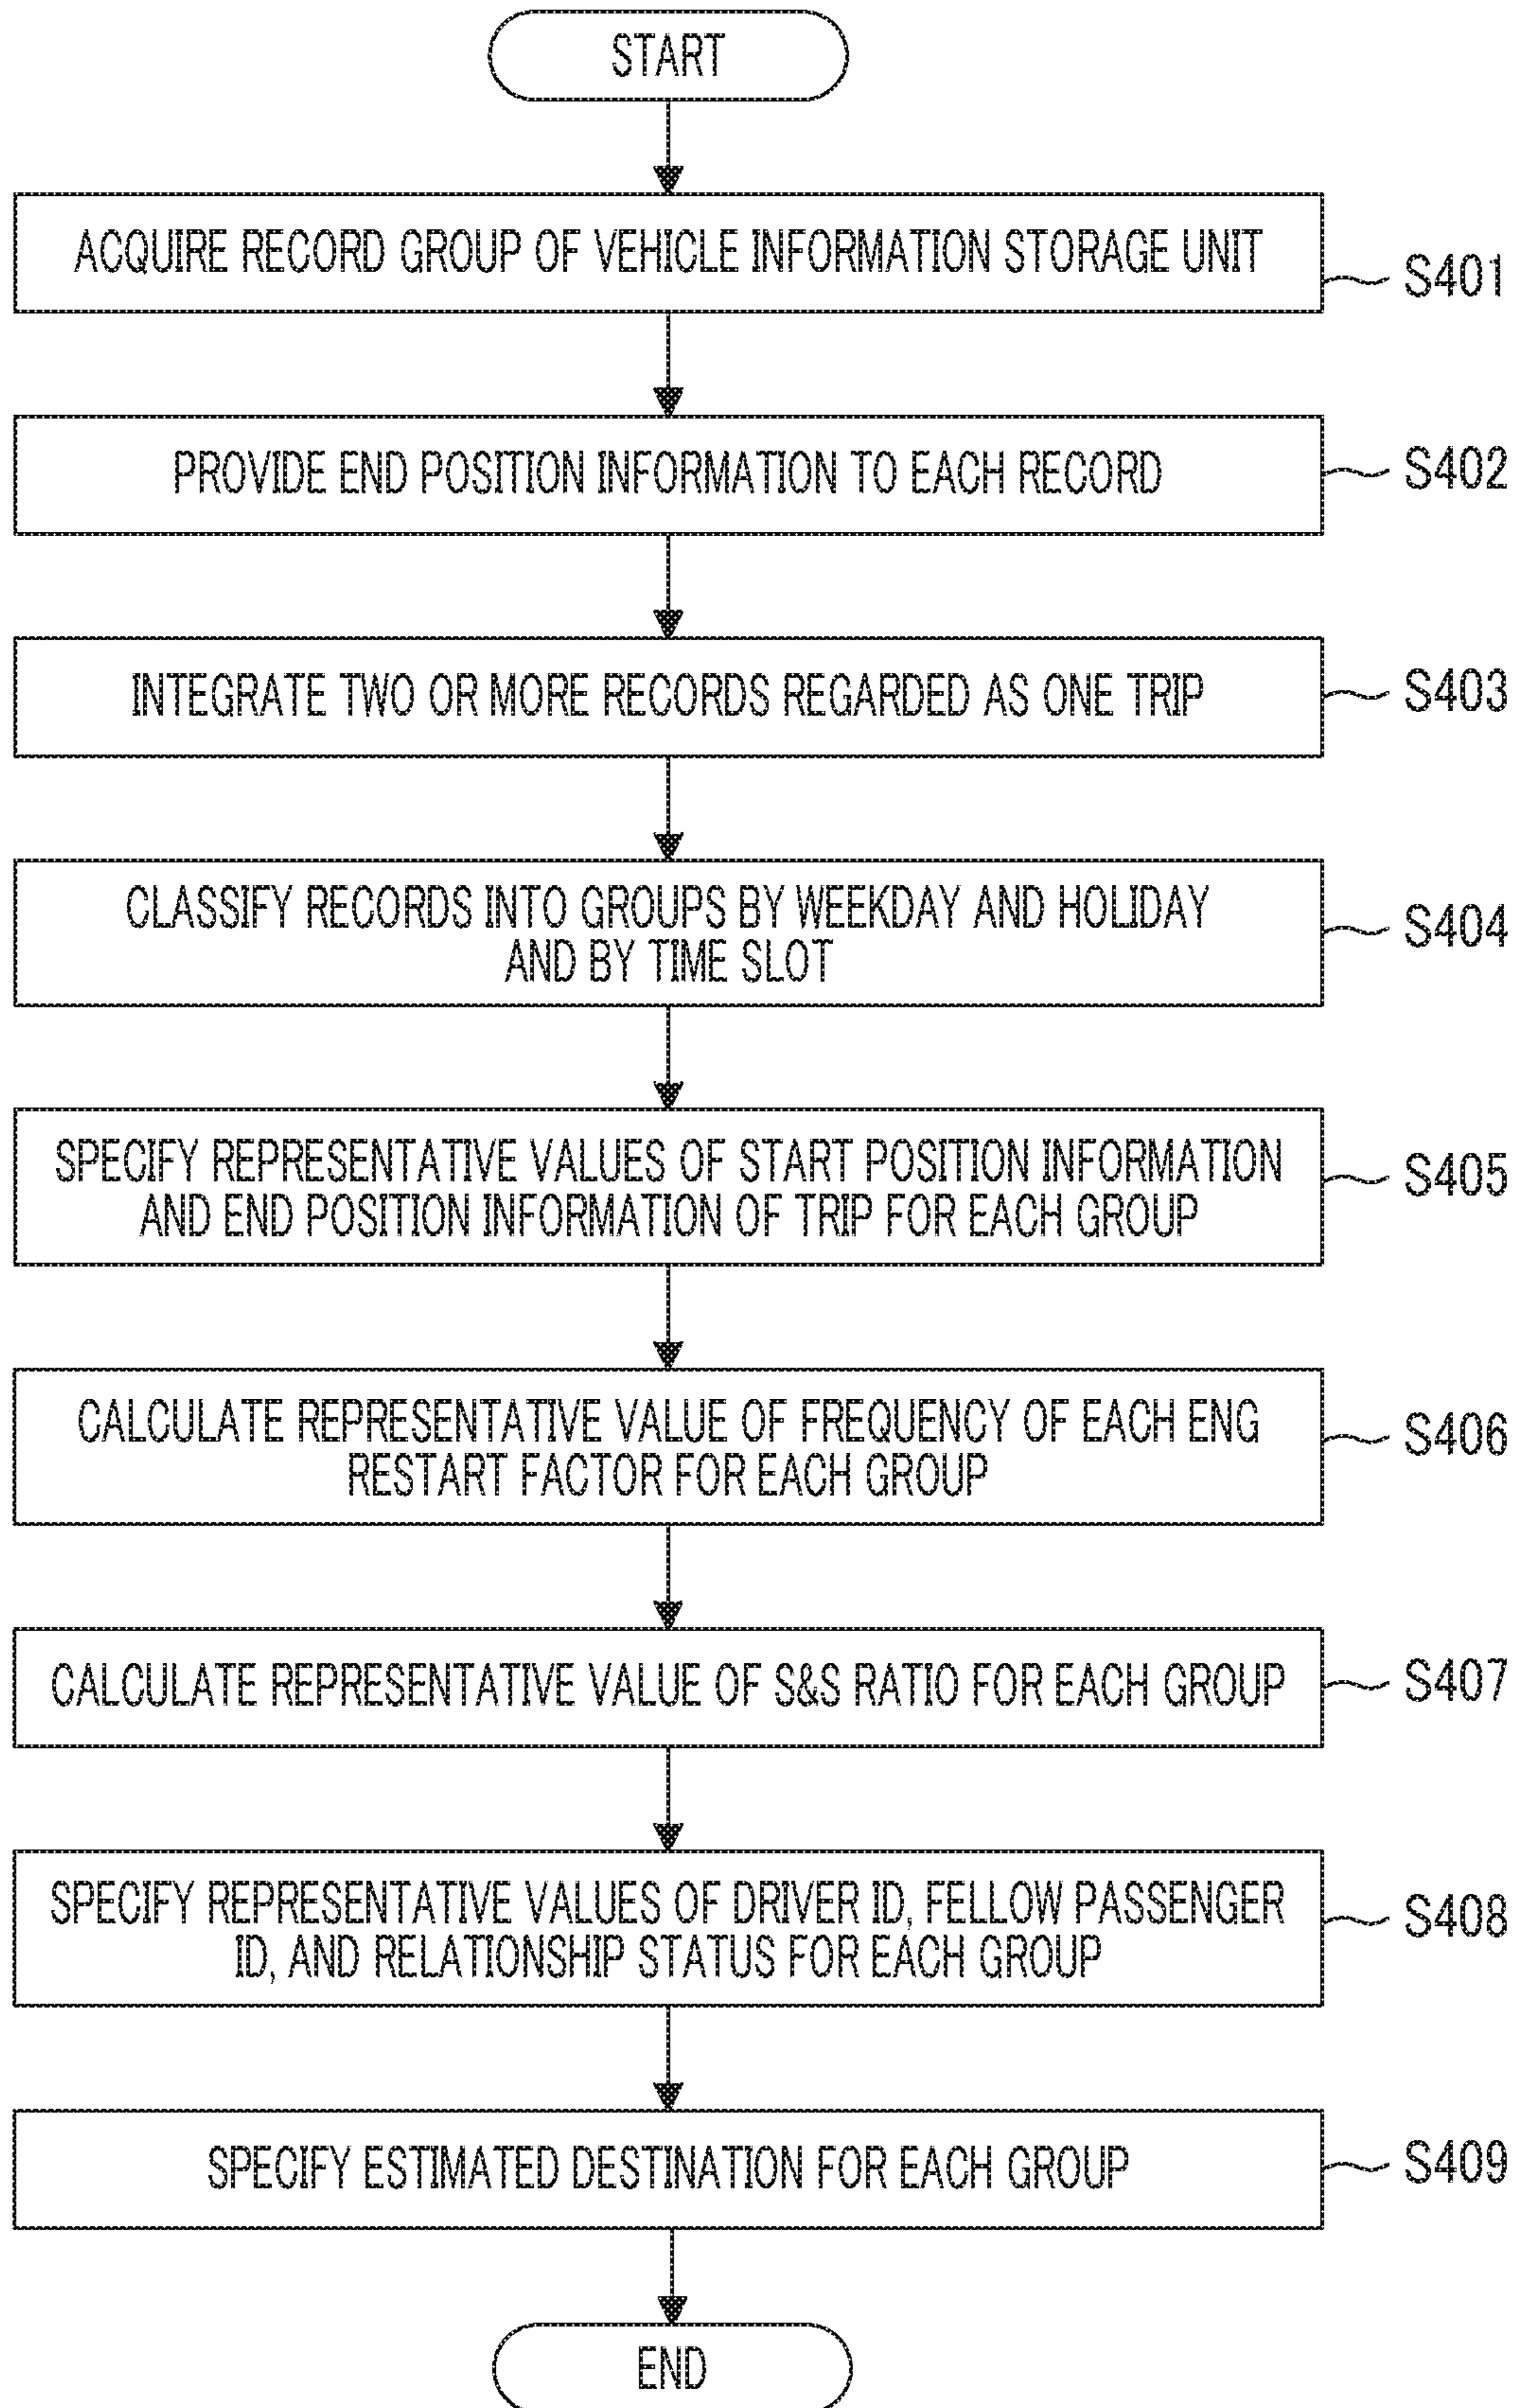 START
ACQUIRE RECORD GROUP OF VEHICLE INFORMATION STORAGE UNIT
S401
PROVIDE END POSITION INFORMATION TO EACH RECORD
S402
INTEGRATE TWO OR MORE RECORDS REGARDED AS ONE TRIP
S403
CLASSIFY RECORDS INTO GROUPS BY WEEKDAY AND HOLIDAY
AND BY TIME SLOT
S404
SPECIFY REPRESENTATIVE VALUES OF START POSITION INFORMATION
AND END POSITION INFORMATION OF TRIP FOR EACH GROUP
S405
CALCULATE REPRESENTATIVE VALUE OF FREQUENCY OF EACH ENG
RESTART FACTOR FOR EACH GROUP
S406
CALCULATE REPRESENTATIVE VALUE OF S&S RATIO FOR EACH GROUP
S407
SPECIFY REPRESENTATIVE VALUES OF DRIVER ID, FELLOW PASSENGER
ID, AND RELATIONSHIP STATUS FOR EACH GROUP
S408
SPECIFY ESTIMATED DESTINATION FOR EACH GROUP
S409
END